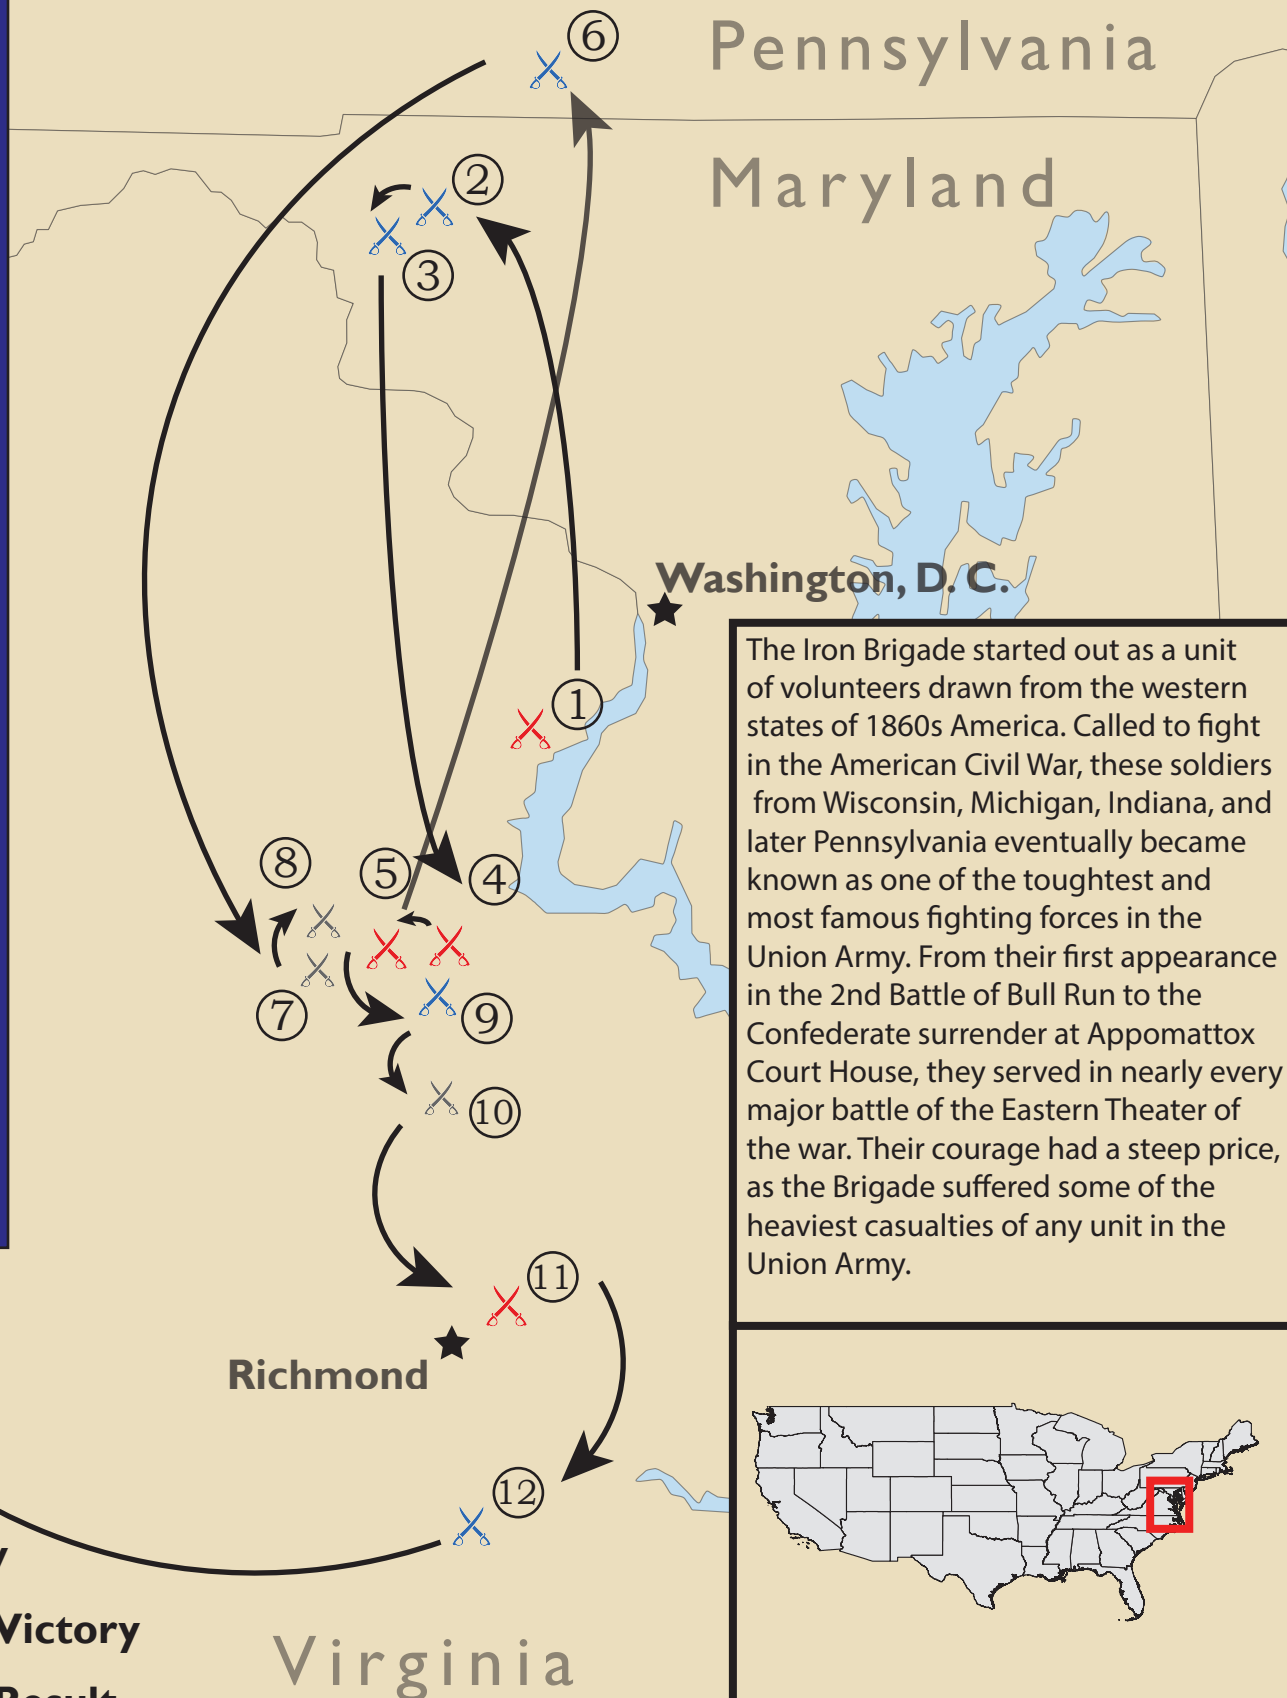 ⑥
Pennsylvania
Maryland
②
③
Washington, D. C.
①
⑧
⑤
④
⑦
⑨
⑩
⑪
Richmond
⑫
Victory
Virginia
The Iron Brigade started out as a unit
of volunteers drawn from the western
states of 1860s America. Called to fight
in the American Civil War, these soldiers
from Wisconsin, Michigan, Indiana, and
later Pennsylvania eventually became
known as one of the toughest and
most famous fighting forces in the
Union Army. From their first appearance
in the 2nd Battle of Bull Run to the
Confederate surrender at Appomattox
Court House, they served in nearly every
major battle of the Eastern Theater of
the war. Their courage had a steep price,
as the Brigade suffered some of the
heaviest casualties of any unit in the
Union Army.